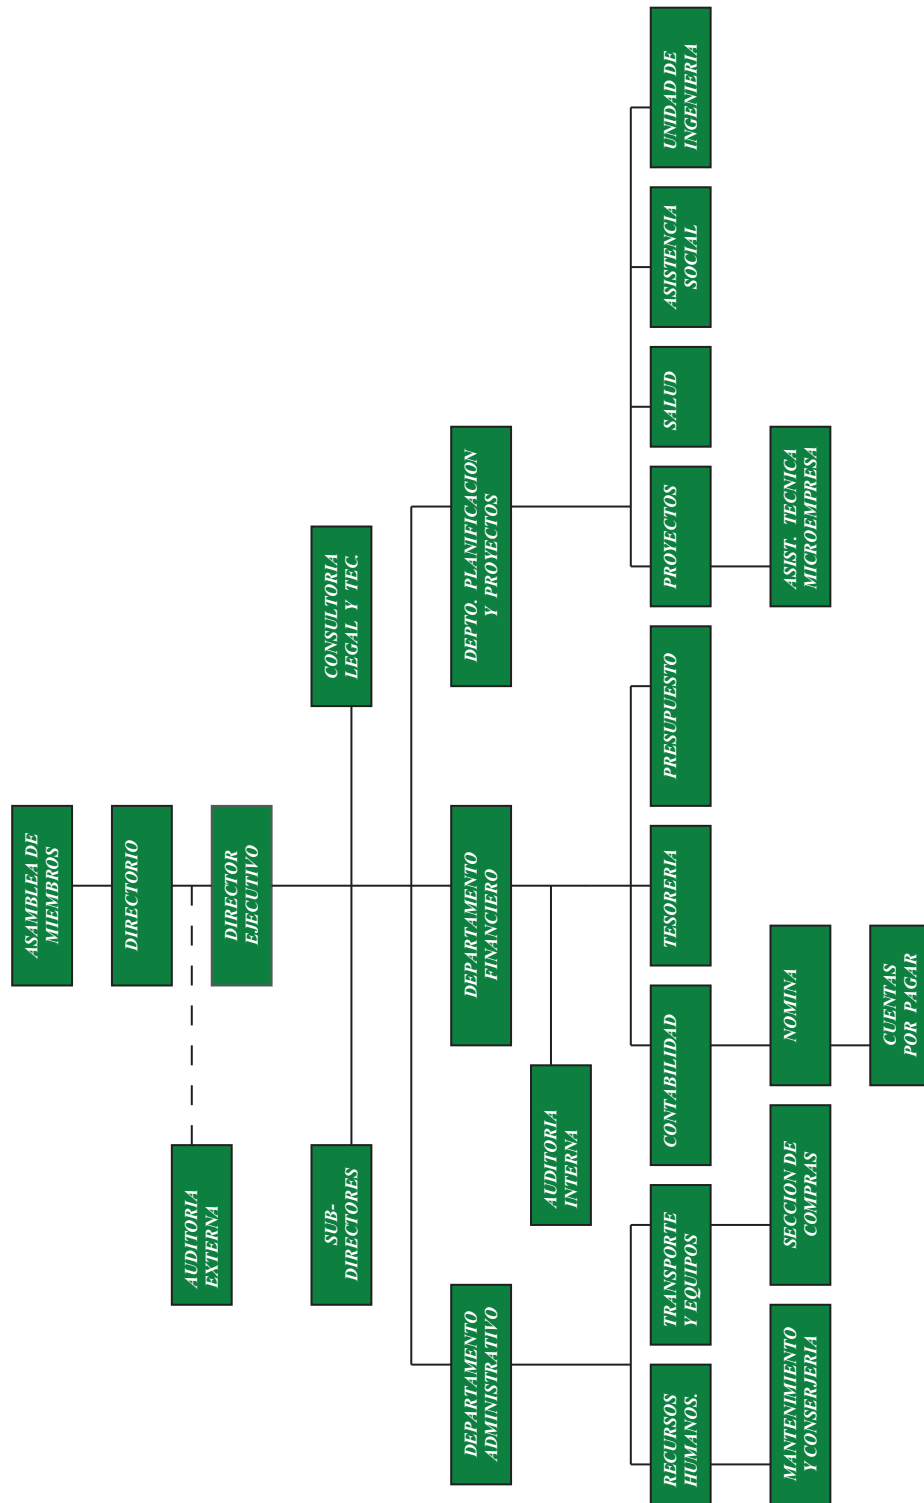 ASAMBLEA DE
MIEMBROS
DIRECTORIO
AUDITORIA
EXTERNA
DIRECTOR
EJECUTIVO
SUB-
DIRECTORES
CONSULTORIA
LEGAL Y TEC.
DEPARTAMENTO
ADMINISTRATIVO
DEPARTAMENTO
FINANCIERO
DEPTO. PLANIFICACION
Y PROYECTOS
AUDITORIA
INTERNA
RECURSOS
HUMANOS.
TRANSPORTE
Y EQUIPOS
CONTABILIDAD
TESORERIA
PRESUPUESTO
PROYECTOS
SALUD
ASISTENCIA
SOCIAL
UNIDAD DE
INGENIERIA
MANTENIMIENTO
Y CONSERJERIA
SECCION DE
COMPRAS
NOMINA
ASIST. TECNICA
MICROEMPRESA
CUENTAS
POR PAGAR